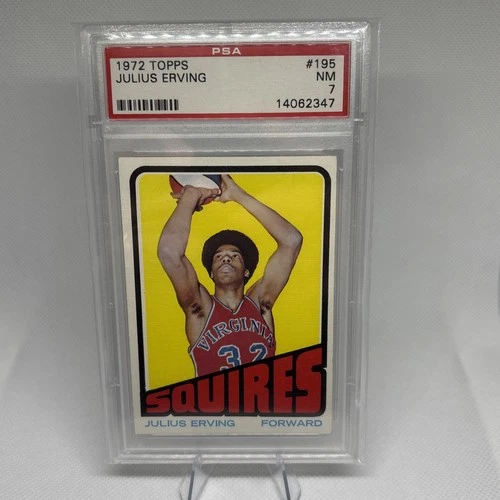 PSA
1972 TOPPS #195
JULIUS ERVING NM
7
14062347
VIRGINIA
32
SQUIRES
JULIUS ERVING FORWARD